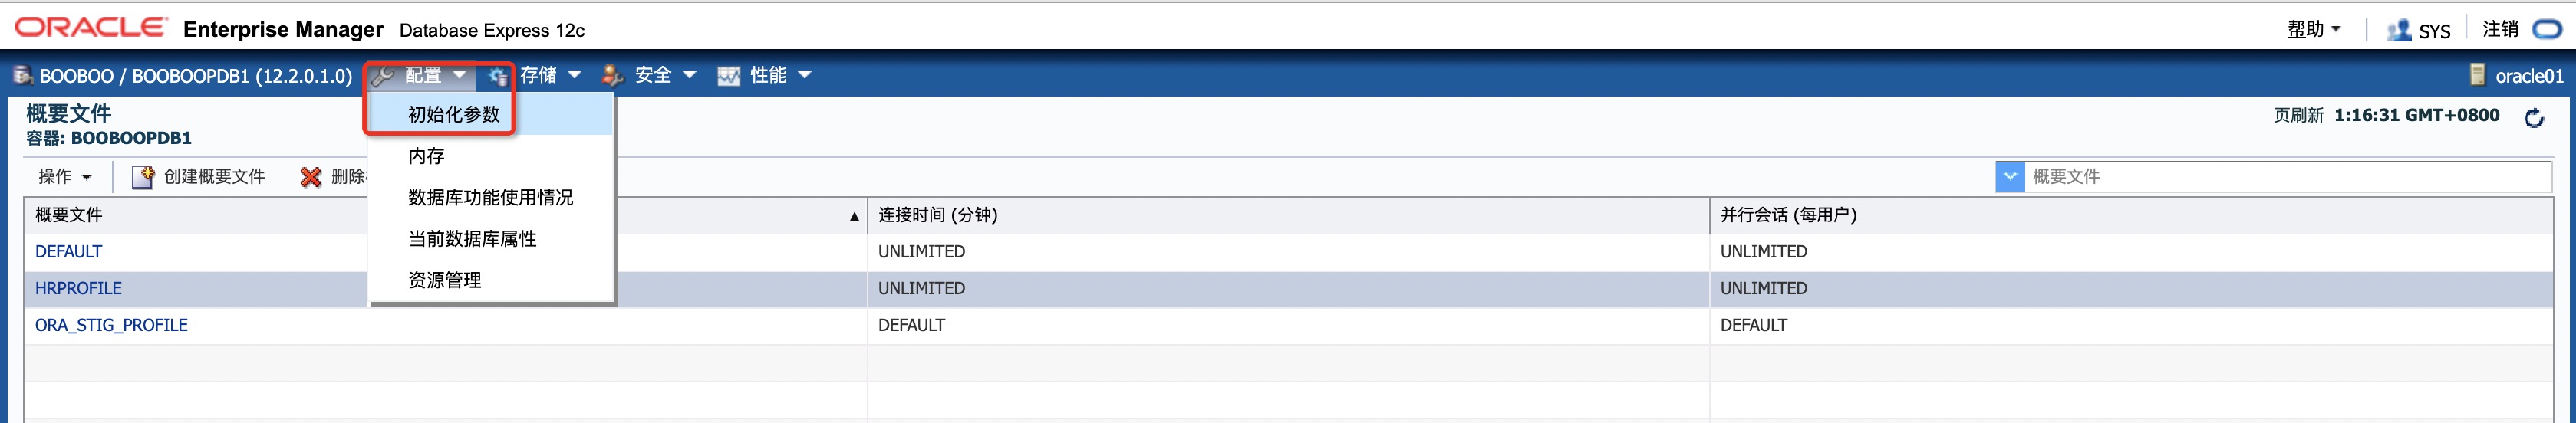 ORACLE Enterprise Manager Database Express 12c 帮助 SYS 注销
BOOBOO / BOOBOOPDB1 (12.2.0.1.0) 配置 存储 安全 性能 oracle01
概要文件 初始化参数 页刷新 1:16:31 GMT+0800
容器: BOOBOOPDB1
内存
操作 创建概要文件 删除 概要文件
数据库功能使用情况
概要文件 连接时间 (分钟) 并行会话 (每用户)
当前数据库属性
DEFAULT UNLIMITED UNLIMITED
资源管理
HRPROFILE UNLIMITED UNLIMITED
ORA_STIG_PROFILE DEFAULT DEFAULT